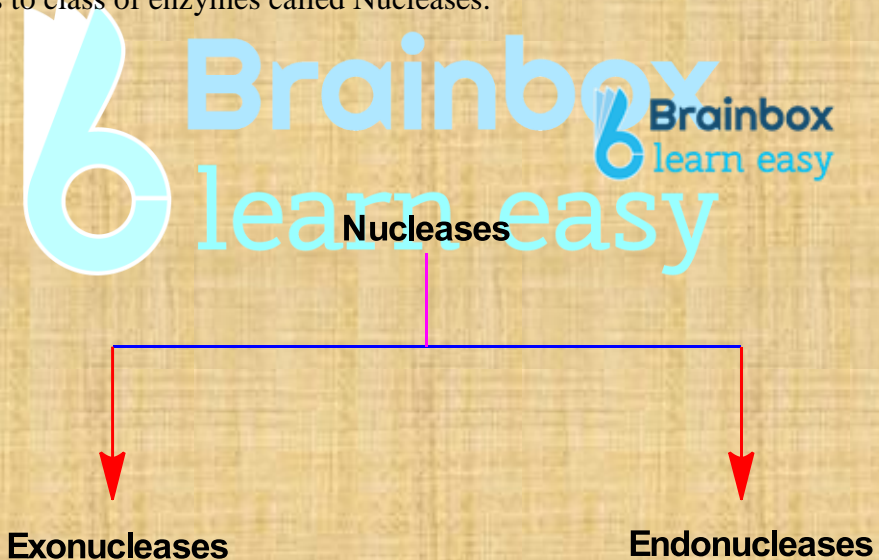 to class of enzymes called Nucleases.
Brainbox
learn easy
Brainbox
learn easy
Nucleases
Exonucleases
Endonucleases